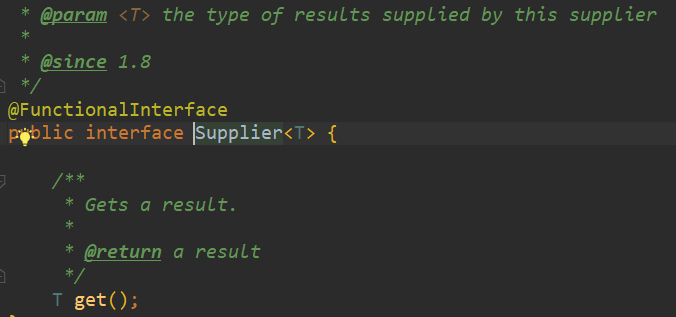 * @param <T> the type of results supplied by this supplier
*
* @since 1.8
*/
@FunctionalInterface
public interface Supplier<T> {
/**
* Gets a result.
*
* @return a result
*/
T get();